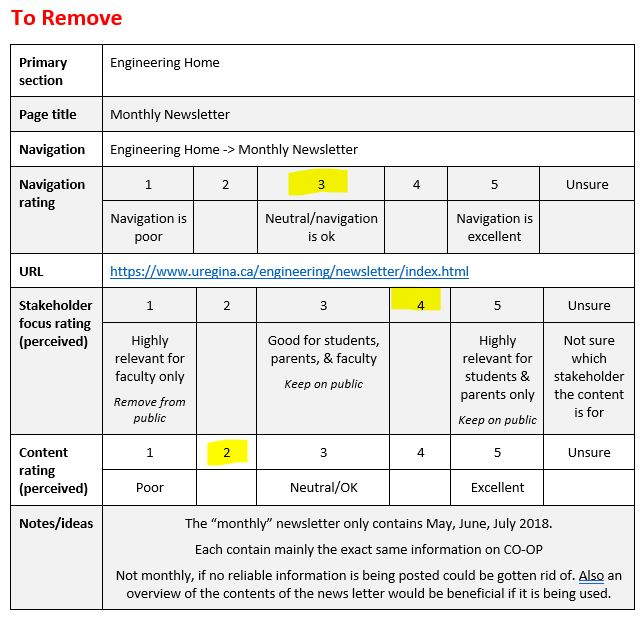 To Remove
Primary section
Engineering Home
Page title
Monthly Newsletter
Navigation
Engineering Home -> Monthly Newsletter
Navigation rating
1 2 3 4 5 Unsure
Navigation is poor
Neutral/navigation is ok
Navigation is excellent
URL
https://www.uregina.ca/engineering/newsletter/index.html
Stakeholder focus rating (perceived)
1 2 3 4 5 Unsure
Highly relevant for faculty only
Remove from public
Good for students, parents, & faculty
Keep on public
Highly relevant for students & parents only
Keep on public
Not sure which stakeholder the content is for
Content rating (perceived)
1 2 3 4 5 Unsure
Poor
Neutral/OK
Excellent
Notes/ideas
The “monthly” newsletter only contains May, June, July 2018.
Each contain mainly the exact same information on CO-OP
Not monthly, if no reliable information is being posted could be gotten rid of. Also an
overview of the contents of the news letter would be beneficial if it is being used.